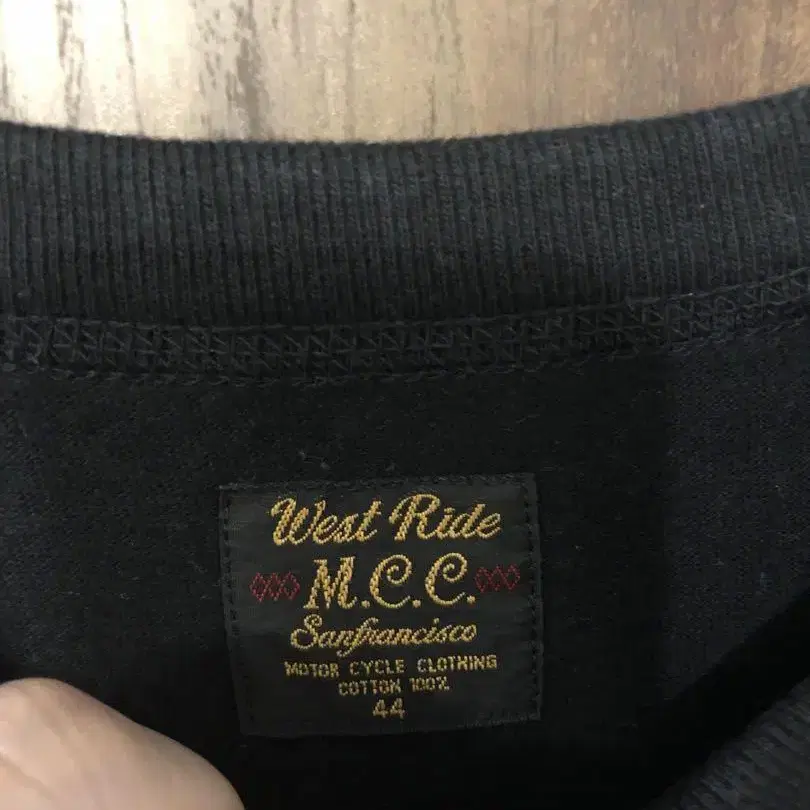 West Ride
M.C.C.
Sanfrancisco
MOTOR CYCLE CLOTHING
COTTON 100%
44